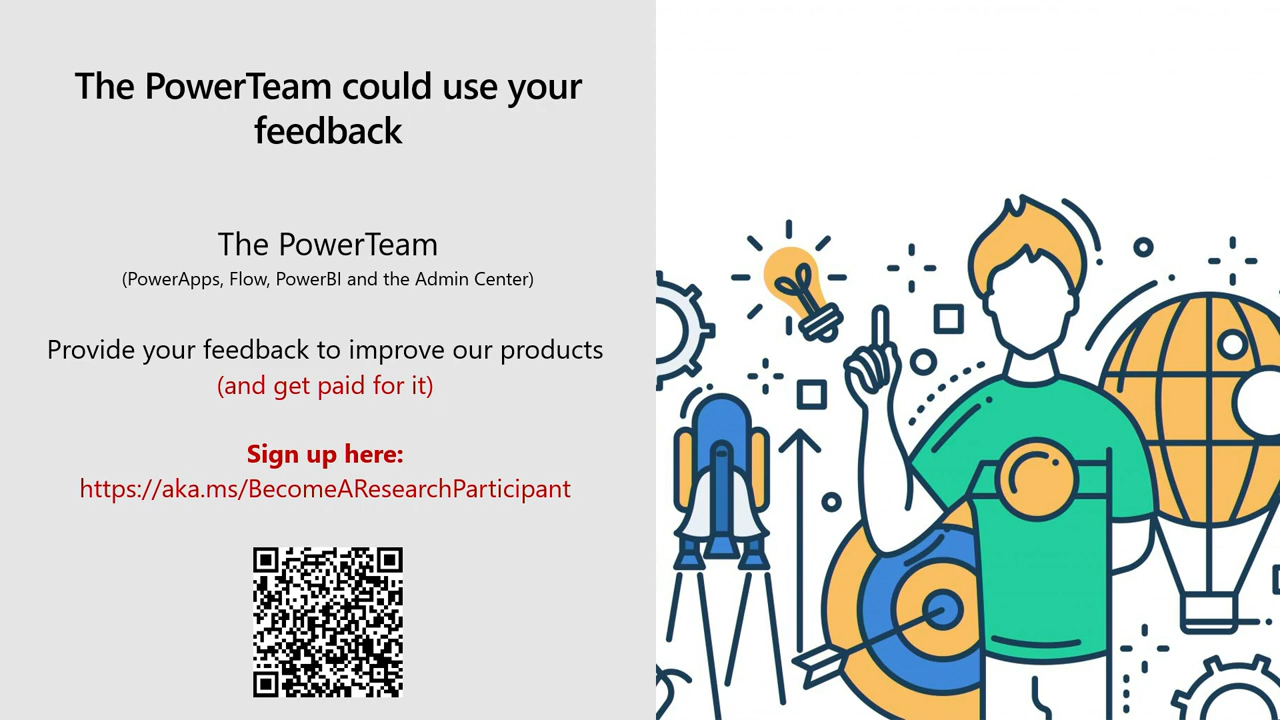 The PowerTeam could use your
feedback
The PowerTeam
(PowerApps, Flow, PowerBI and the Admin Center)
Provide your feedback to improve our products
(and get paid for it)
Sign up here:
https://aka.ms/BecomeAResearchParticipant